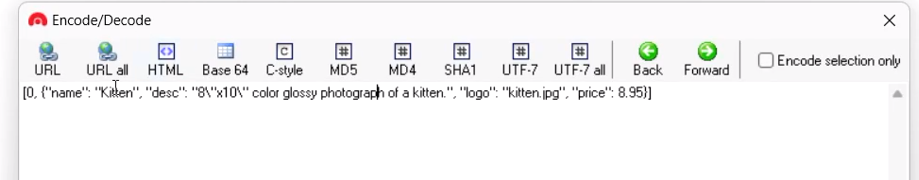 Encode/Decode
URL URL all HTML Base 64 C-style MD5 MD4 SHA1 UTF-7 UTF-7 all Back Forward Encode selection only
[0, {"name": "Kitten", "desc": "8\"x10\" color glossy photograph of a kitten.", "logo": "kitten.jpg", "price": 8.95}]